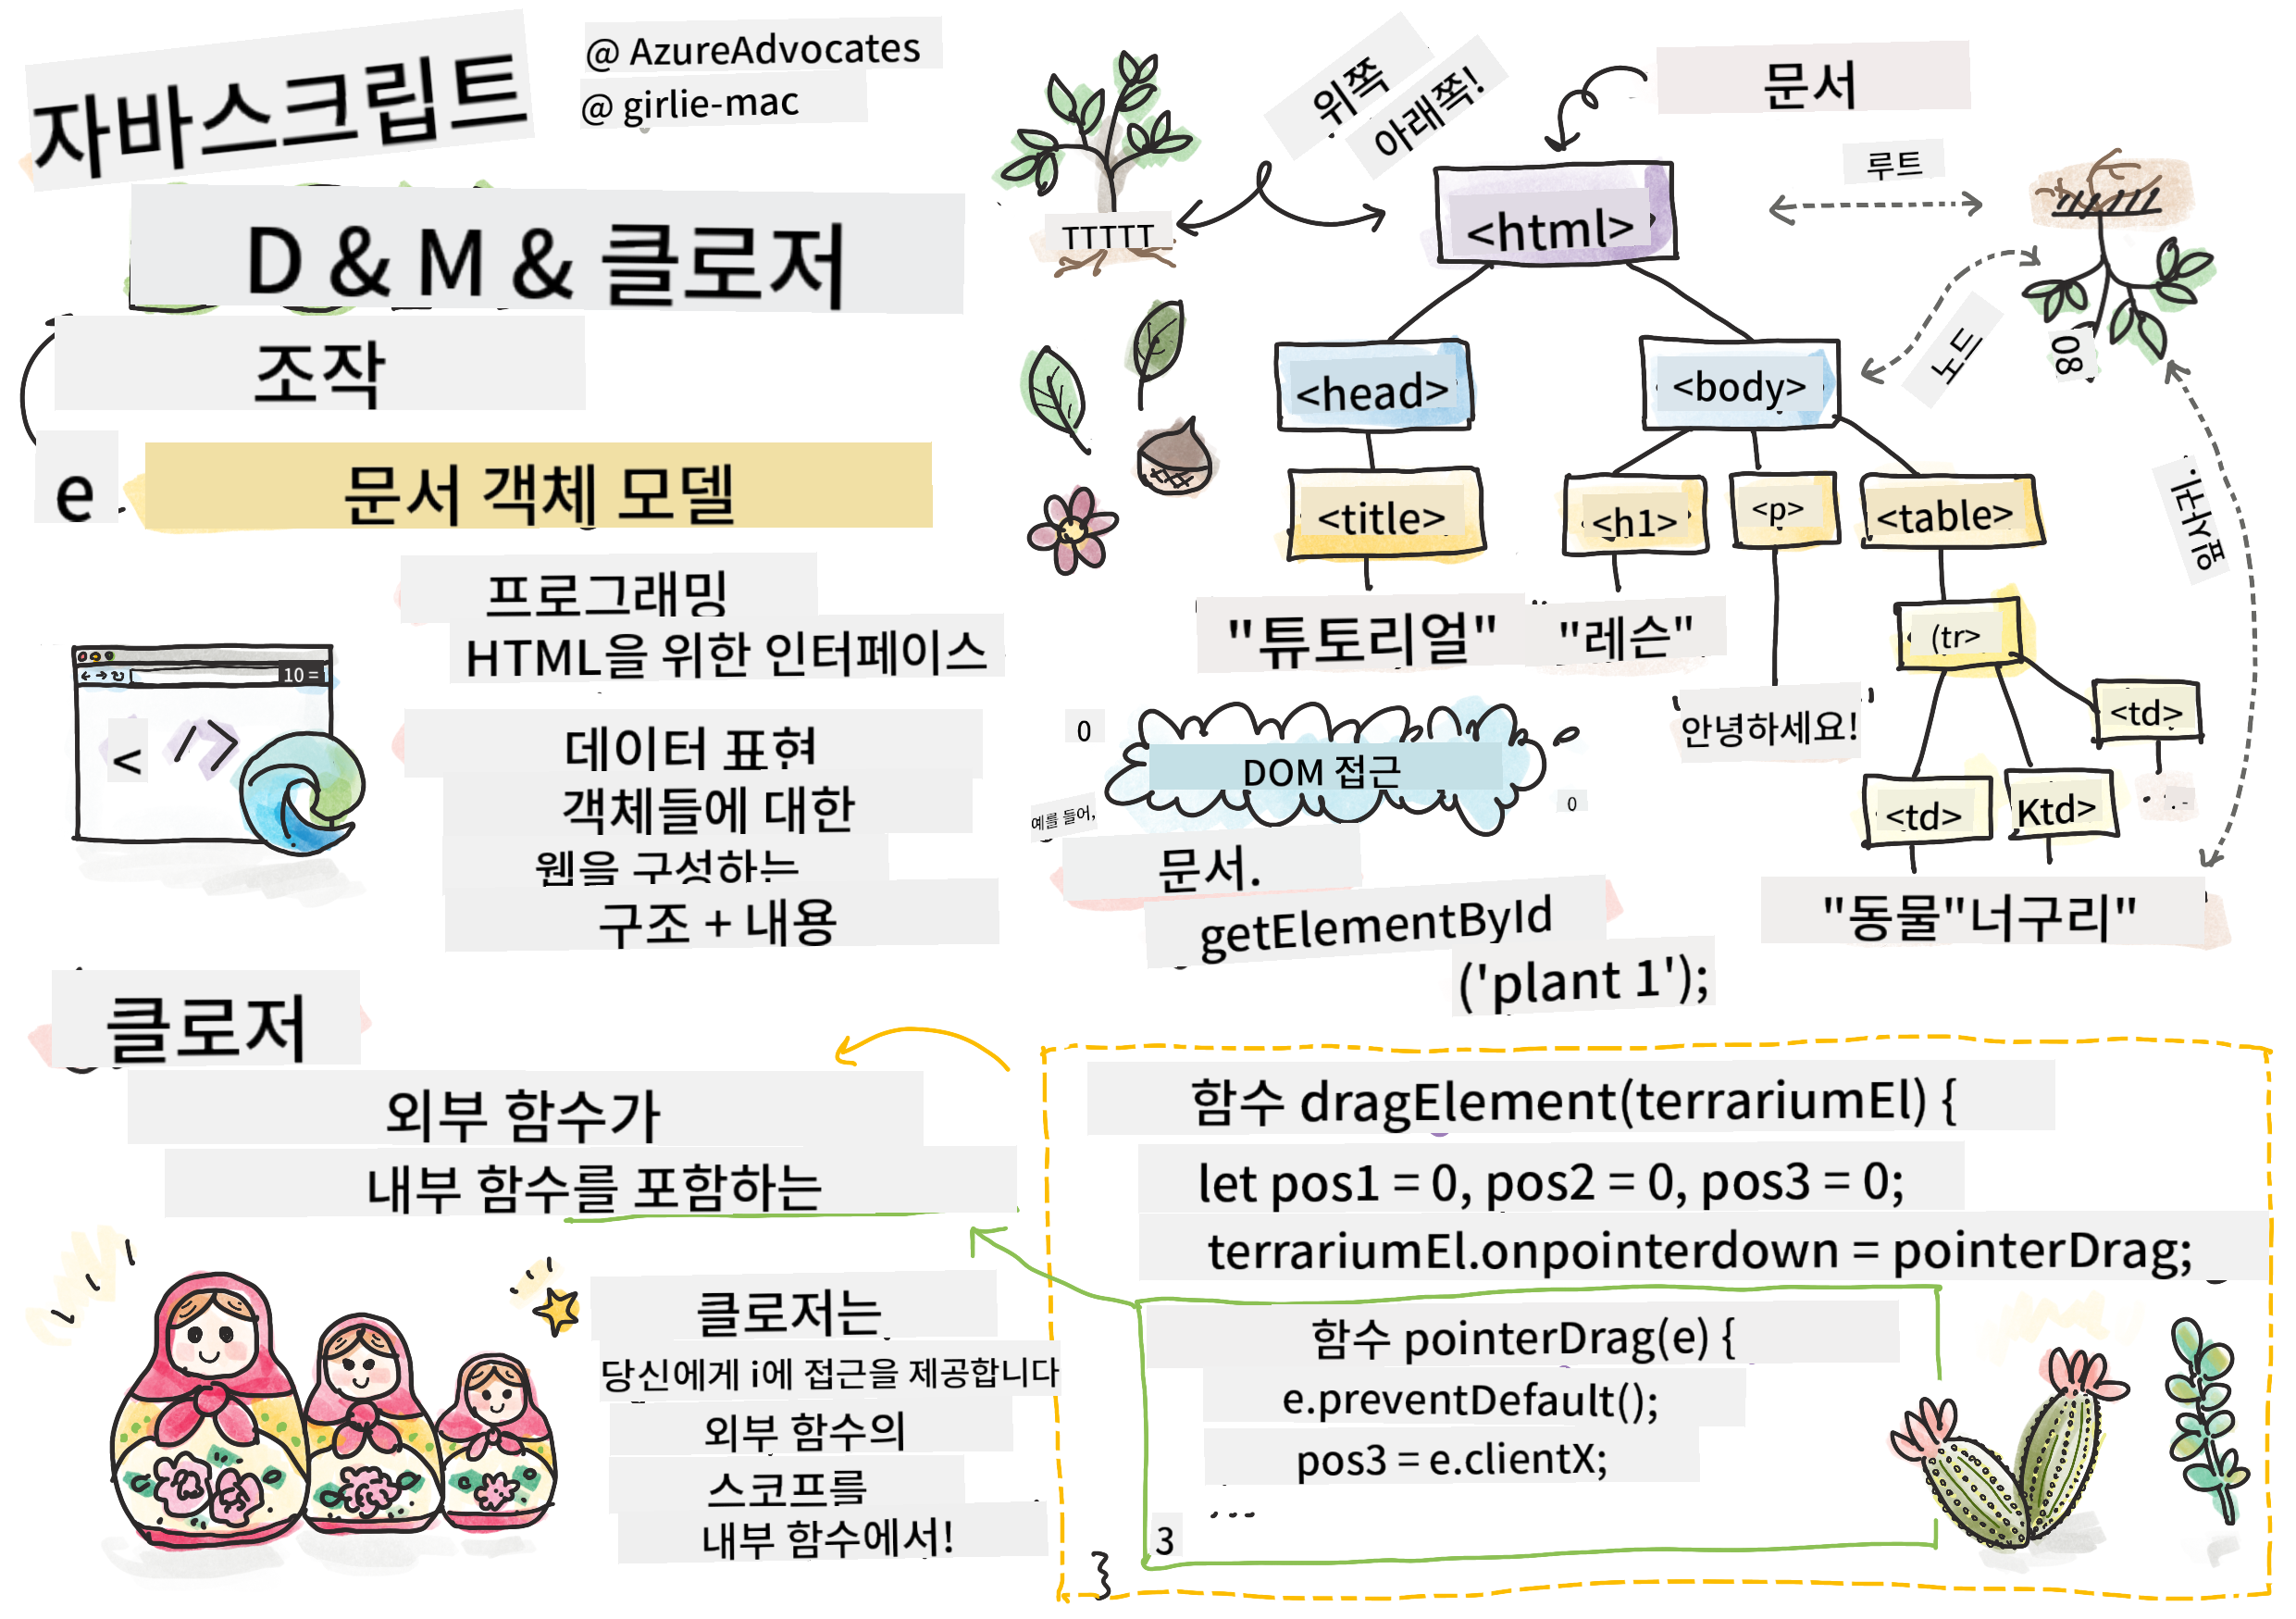 자바스크립트
@ AzureAdvocates
@ girlie-mac
D & M & 클로저
조작
e
문서 객체 모델
프로그래밍
HTML을 위한 인터페이스
데이터 표현
객체들에 대한
웹을 구성하는
구조 + 내용
10 =
< />
위쪽
아래쪽!
TTTTT
문서
루트
노드
08
<html>
<head>
<body>
<title>
<h1>
<p>
<table>
"튜토리얼"
"레슨"
(tr>
안녕하세요!
<td>
<td>
Ktd>
"동물"너구리"
0
DOM 접근
0
예를 들어,
문서.
getElementById
('plant 1');
클로저
외부 함수가
내부 함수를 포함하는
클로저는
당신에게 i에 접근을 제공합니다
외부 함수의
스코프를
내부 함수에서!
함수 dragElement(terrariumEl) {
let pos1 = 0, pos2 = 0, pos3 = 0;
terrariumEl.onpointerdown = pointerDrag;
함수 pointerDrag(e) {
e.preventDefault();
pos3 = e.clientX;
...
3
}